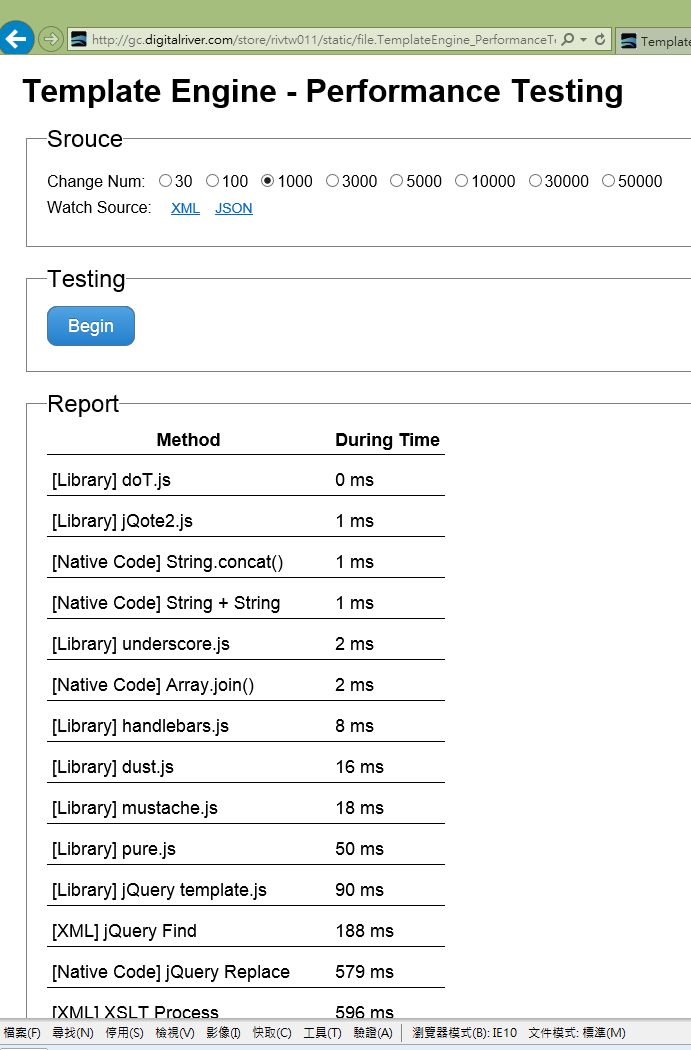 http://gc.digitalriver.com/store/rivtw011/static/file.TemplateEngine_PerformanceTe
Template
Template Engine - Performance Testing
Srouce
Change Num: 30 100 1000 3000 5000 10000 30000 50000
Watch Source: XML JSON
Testing
Begin
Report
Method During Time
[Library] doT.js 0 ms
[Library] jQote2.js 1 ms
[Native Code] String.concat() 1 ms
[Native Code] String + String 1 ms
[Library] underscore.js 2 ms
[Native Code] Array.join() 2 ms
[Library] handlebars.js 8 ms
[Library] dust.js 16 ms
[Library] mustache.js 18 ms
[Library] pure.js 50 ms
[Library] jQuery template.js 90 ms
[XML] jQuery Find 188 ms
[Native Code] jQuery Replace 579 ms
[XML] XSLT Process 596 ms
檔案(F) 尋找(N) 停用(S) 檢視(V) 影像(I) 快取(C) 工具(T) 驗證(A) 瀏覽器模式(B): IE10 文件模式: 標準(M)